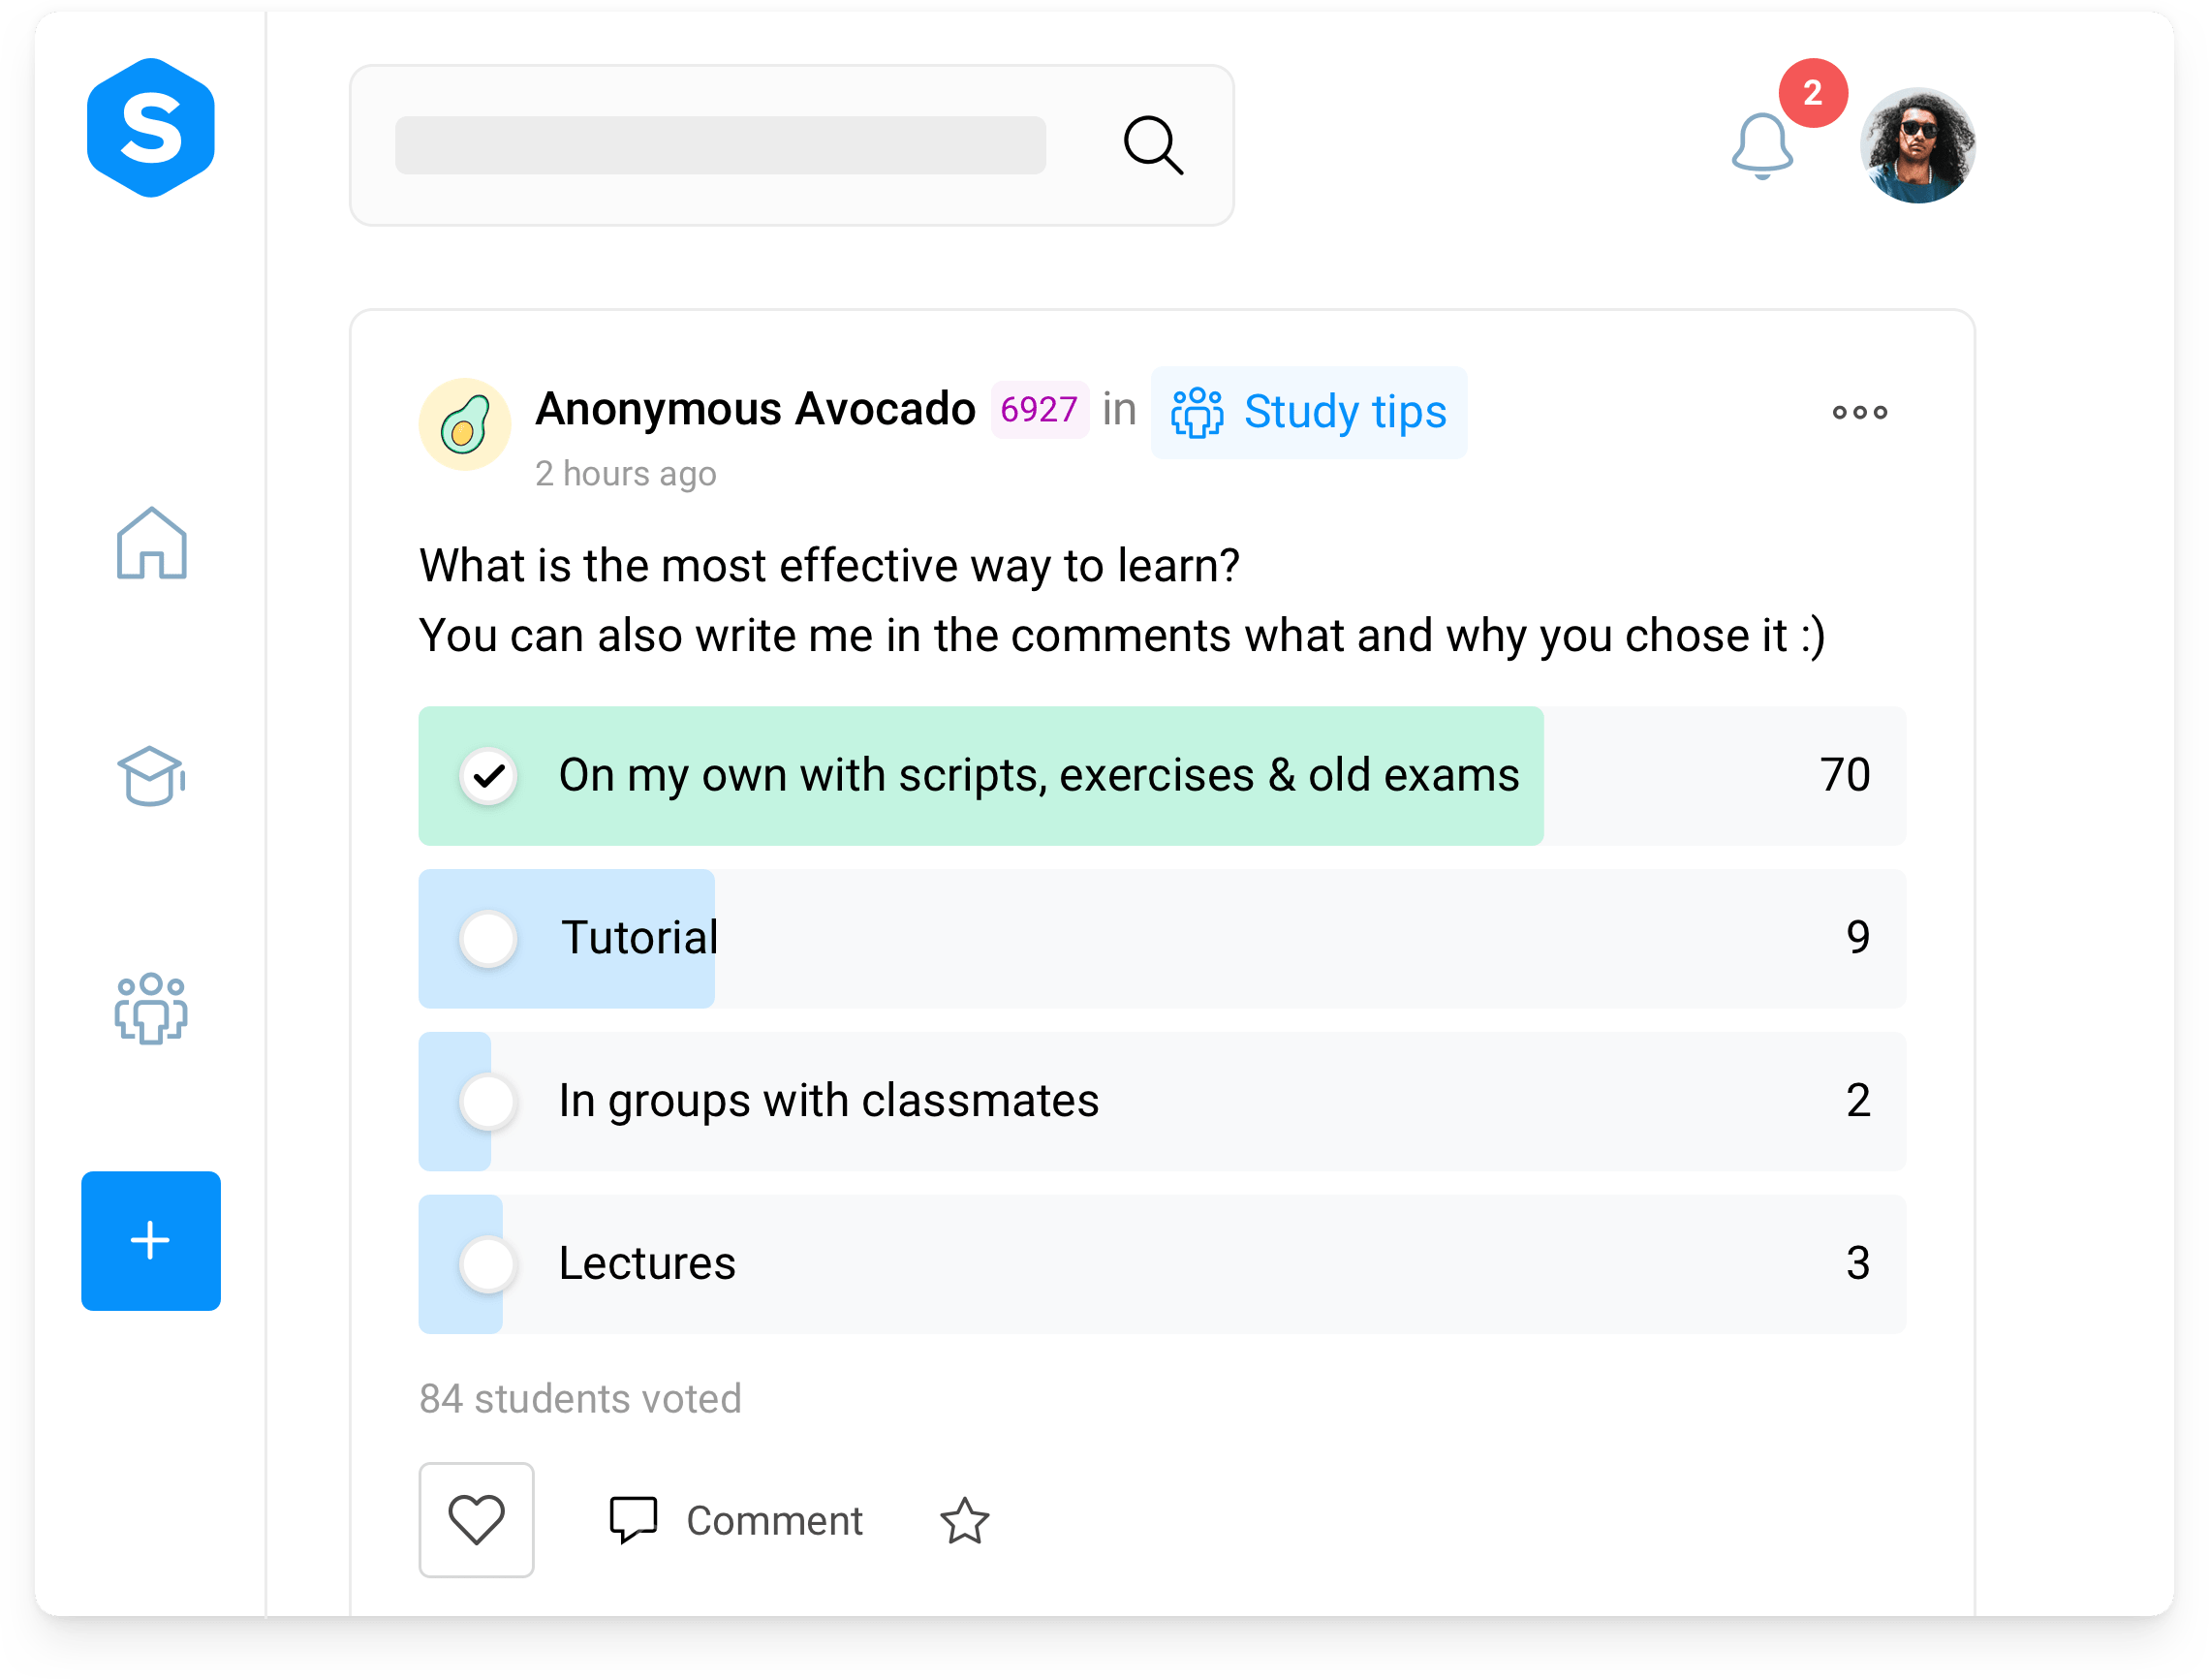 S
2
Anonymous Avocado 6927 in Study tips
2 hours ago
What is the most effective way to learn?
You can also write me in the comments what and why you chose it :)
On my own with scripts, exercises & old exams 70
Tutorial 9
In groups with classmates 2
Lectures 3
84 students voted
Comment